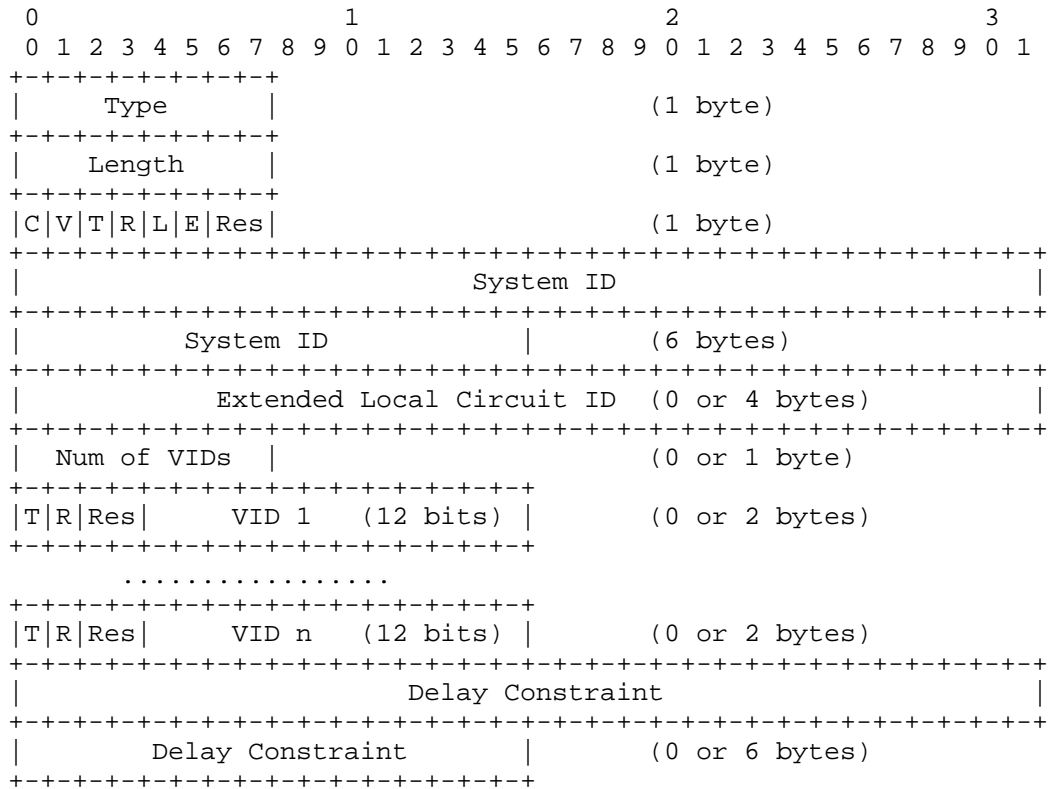 0                   1                   2                   3
 0 1 2 3 4 5 6 7 8 9 0 1 2 3 4 5 6 7 8 9 0 1 2 3 4 5 6 7 8 9 0 1
+-+-+-+-+-+-+-+-+
|     Type      |                       (1 byte)
+-+-+-+-+-+-+-+-+
|    Length     |                       (1 byte)
+-+-+-+-+-+-+-+-+
|C|V|T|R|L|E|Res|                       (1 byte)
+-+-+-+-+-+-+-+-+-+-+-+-+-+-+-+-+-+-+-+-+-+-+-+-+-+-+-+-+-+-+-+-+
|                            System ID                          |
+-+-+-+-+-+-+-+-+-+-+-+-+-+-+-+-+-+-+-+-+-+-+-+-+-+-+-+-+-+-+-+-+
|          System ID            |       (6 bytes)
+-+-+-+-+-+-+-+-+-+-+-+-+-+-+-+-+-+-+-+-+-+-+-+-+-+-+-+-+-+-+-+-+
|            Extended Local Circuit ID  (0 or 4 bytes)          |
+-+-+-+-+-+-+-+-+-+-+-+-+-+-+-+-+-+-+-+-+-+-+-+-+-+-+-+-+-+-+-+-+
|  Num of VIDs  |                       (0 or 1 byte)
+-+-+-+-+-+-+-+-+-+-+-+-+-+-+-+-+
|T|R|Res|     VID 1   (12 bits) |       (0 or 2 bytes)
+-+-+-+-+-+-+-+-+-+-+-+-+-+-+-+-+
       .................
+-+-+-+-+-+-+-+-+-+-+-+-+-+-+-+-+
|T|R|Res|     VID n   (12 bits) |       (0 or 2 bytes)
+-+-+-+-+-+-+-+-+-+-+-+-+-+-+-+-+-+-+-+-+-+-+-+-+-+-+-+-+-+-+-+-+
|                        Delay Constraint                       |
+-+-+-+-+-+-+-+-+-+-+-+-+-+-+-+-+-+-+-+-+-+-+-+-+-+-+-+-+-+-+-+-+
|        Delay Constraint       |       (0 or 6 bytes)
+-+-+-+-+-+-+-+-+-+-+-+-+-+-+-+-+